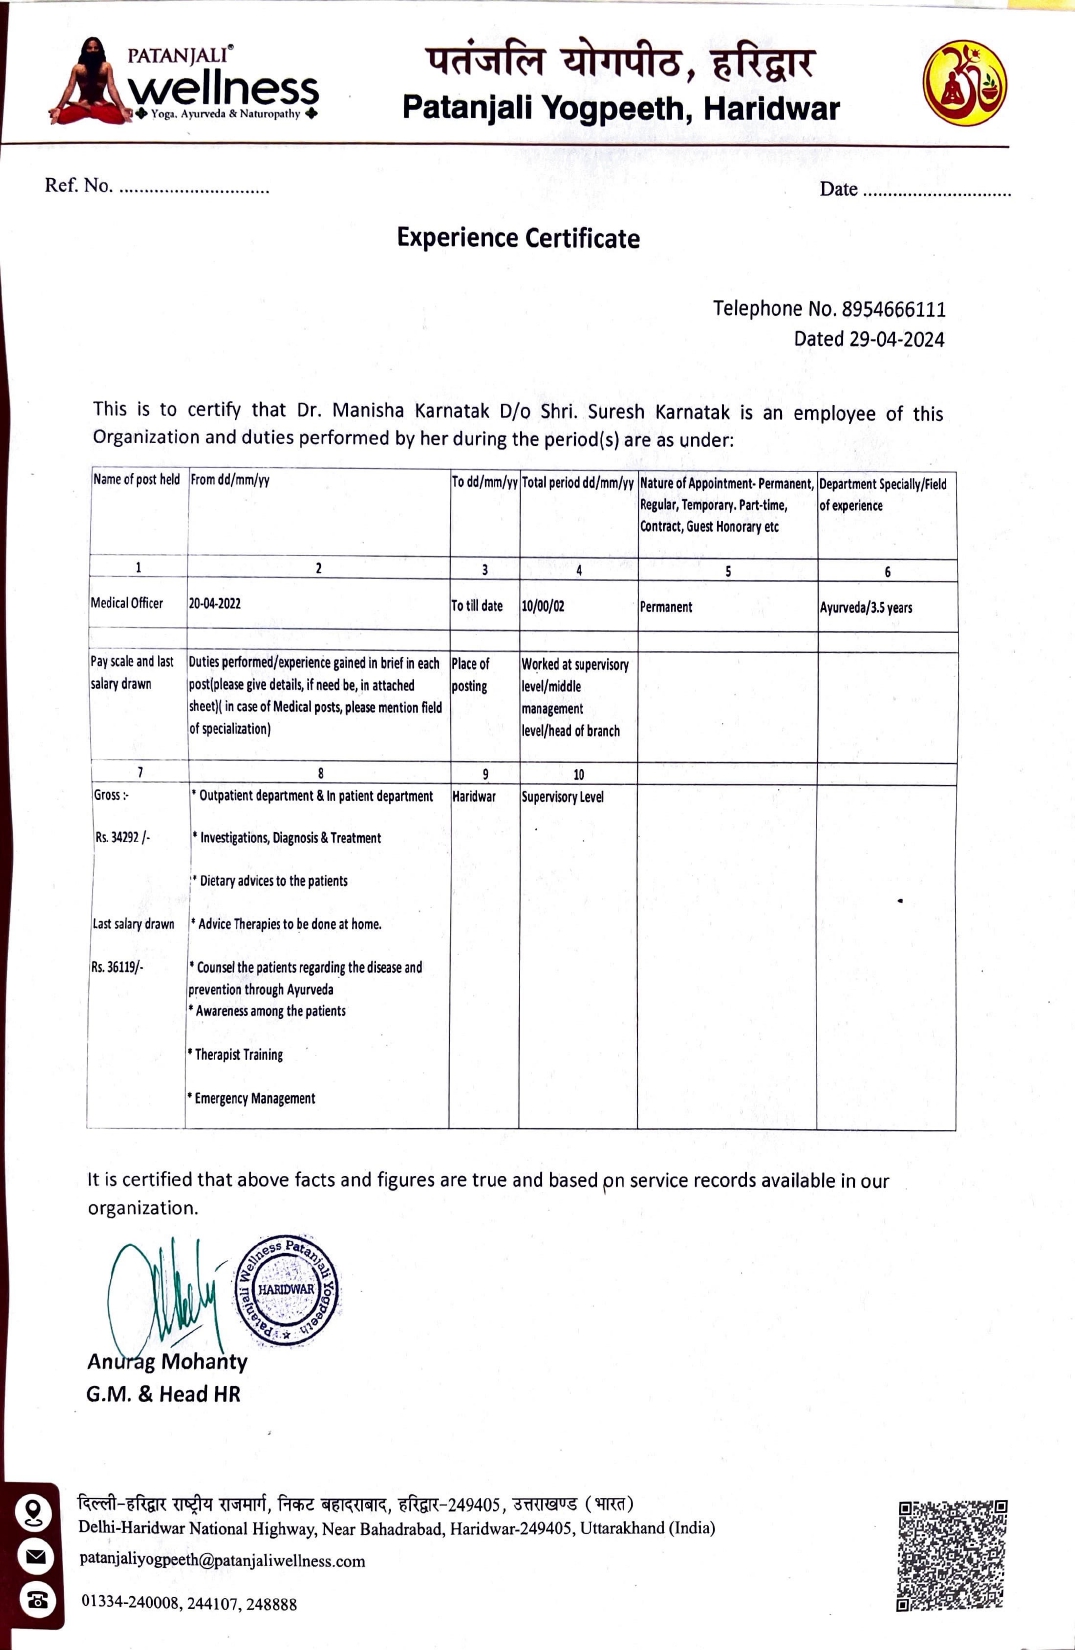 PATANJALI®
wellness
Yoga, Ayurveda & Naturopathy
पतंजलि योगपीठ, हरिद्वार
Patanjali Yogpeeth, Haridwar
Ref. No. ..............................
Date ..............................
Experience Certificate
Telephone No. 8954666111
Dated 29-04-2024
This is to certify that Dr. Manisha Karnatak D/o Shri. Suresh Karnatak is an employee of this
Organization and duties performed by her during the period(s) are as under:
Name of post held From dd/mm/yy To dd/mm/yy Total period dd/mm/yy Nature of Appointment- Permanent, Department Specially/Field
Regular, Temporary. Part-time, of experience
Contract, Guest Honorary etc
1 2 3 4 5 6
Medical Officer 20-04-2022 To till date 10/00/02 Permanent Ayurveda/3.5 years
Pay scale and last Duties performed/experience gained in brief in each Place of Worked at supervisory
salary drawn post(please give details, if need be, in attached posting level/middle
sheet)( in case of Medical posts, please mention field management
of specialization) level/head of branch
7 8 9 10
Gross :- * Outpatient department & In patient department Haridwar Supervisory Level
Rs. 34292 /- * Investigations, Diagnosis & Treatment
* Dietary advices to the patients
Last salary drawn * Advice Therapies to be done at home.
Rs. 36119/- * Counsel the patients regarding the disease and
prevention through Ayurveda
* Awareness among the patients
* Therapist Training
* Emergency Management
It is certified that above facts and figures are true and based on service records available in our
organization.
Patanjali Wellness Patanjali Yogpeeth
HARIDWAR
Anurag Mohanty
G.M. & Head HR
दिल्ली-हरिद्वार राष्ट्रीय राजमार्ग, निकट बहादराबाद, हरिद्वार-249405, उत्तराखण्ड (भारत)
Delhi-Haridwar National Highway, Near Bahadrabad, Haridwar-249405, Uttarakhand (India)
patanjaliyogpeeth@patanjaliwellness.com
01334-240008, 244107, 248888